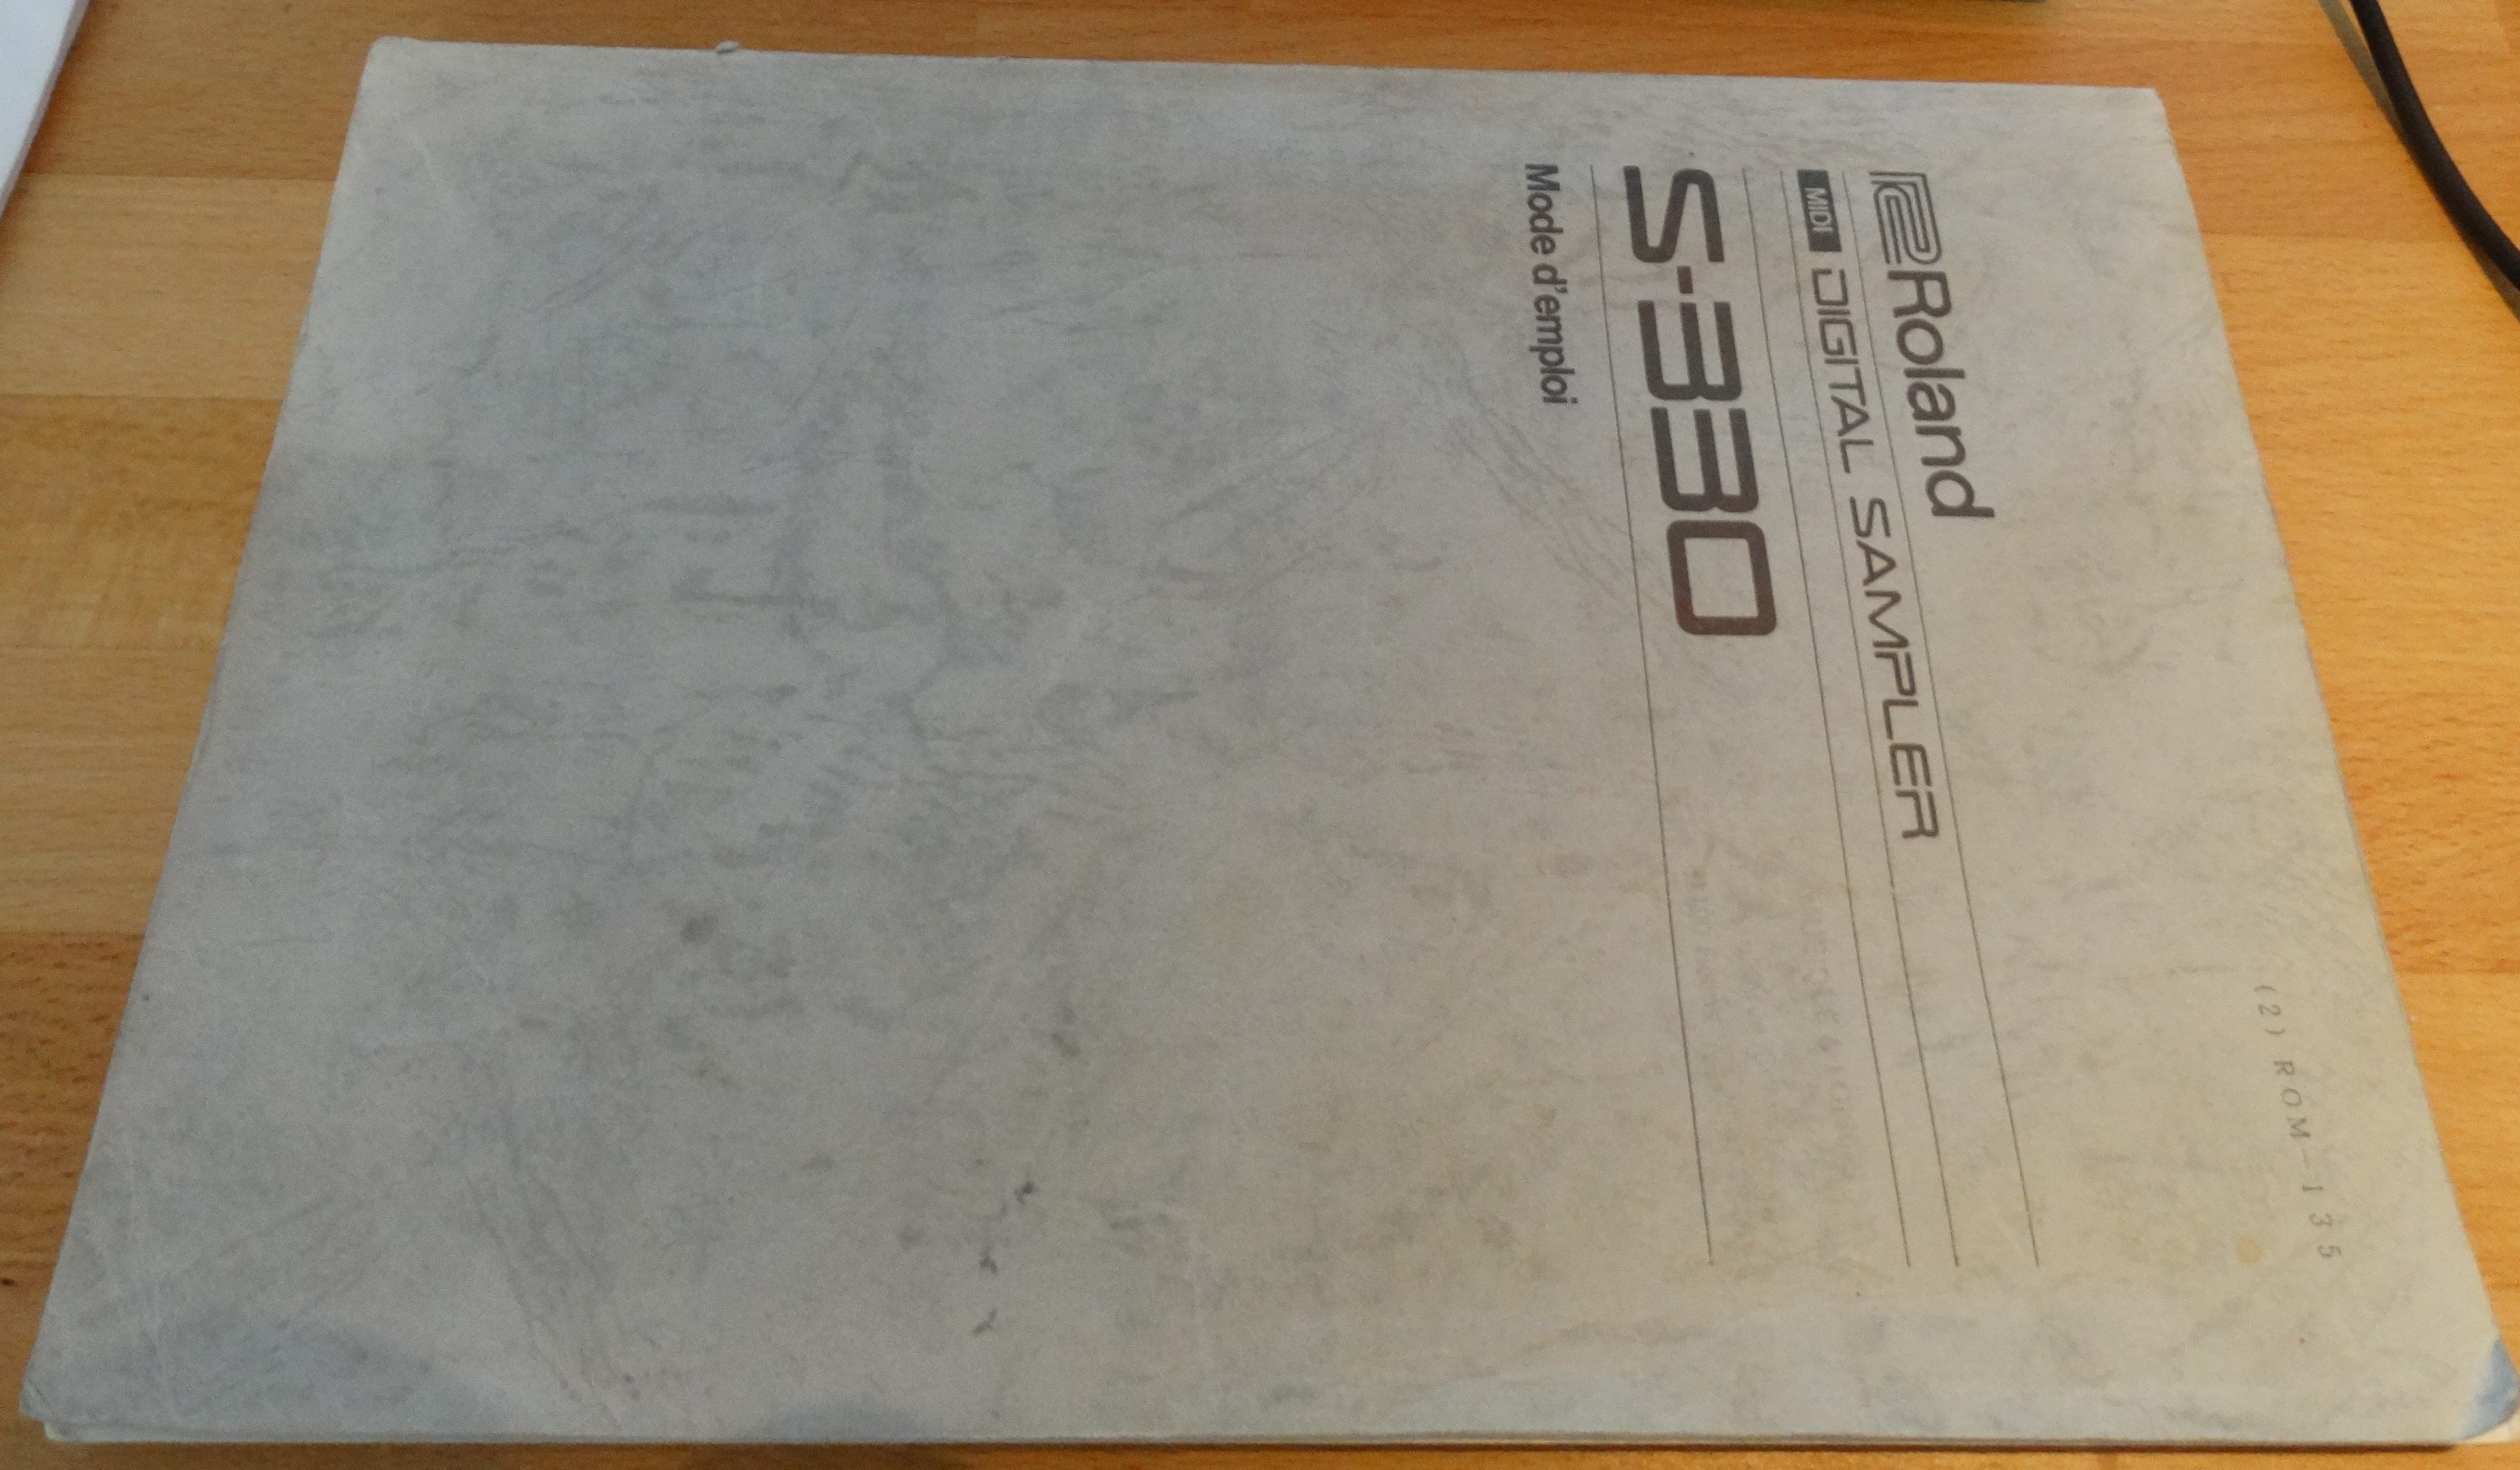 (2) ROM-135
Roland
MIDI DIGITAL SAMPLER
S-330
Mode d'emploi